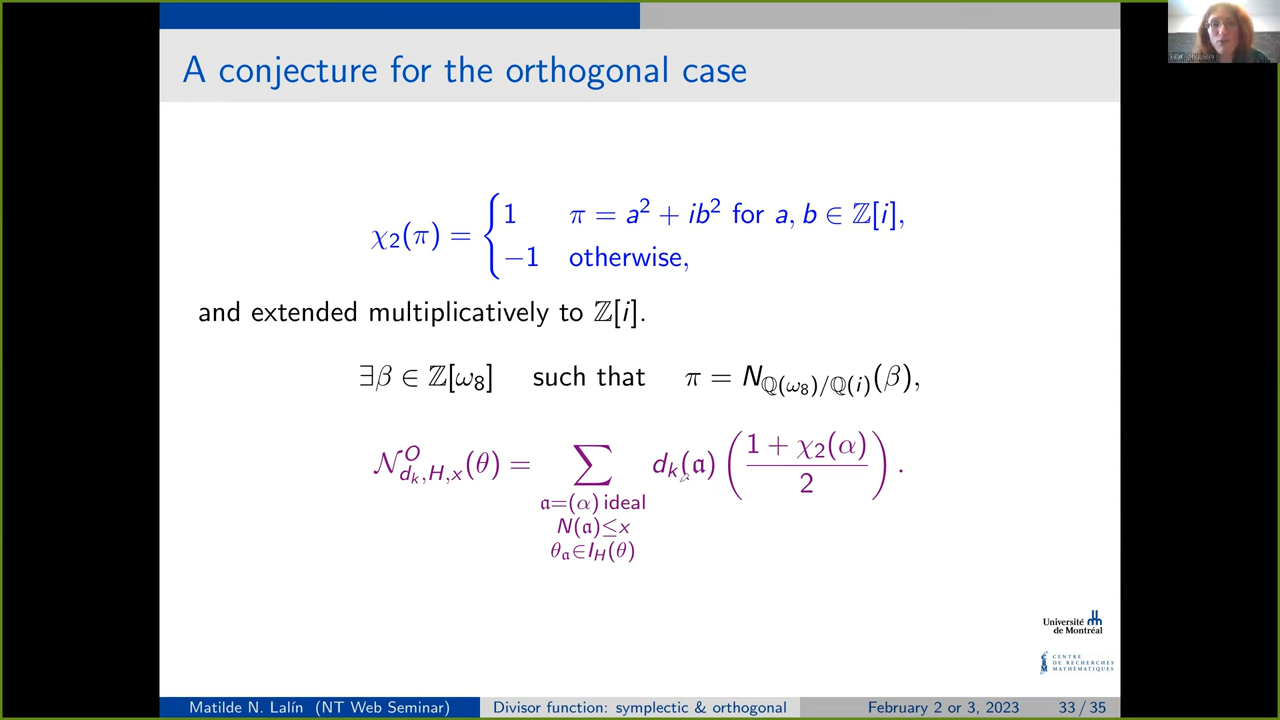 A conjecture for the orthogonal case
χ₂(π) = { 1 π = a² + ib² for a, b ∈ ℤ[i],
−1 otherwise,
and extended multiplicatively to ℤ[i].
∃β ∈ ℤ[ω₈] such that π = N_{ℚ(ω₈)/ℚ(i)}(β),
𝒩^O_{d_k,H,x}(θ) = ∑_{𝔞=(α) ideal, N(𝔞)≤x, θ_𝔞∈I_H(θ)} d_k(𝔞) ( (1 + χ₂(α)) / 2 ) .
Université
de Montréal
CENTRE
DE RECHERCHES
MATHÉMATIQUES
Matilde N. Lalín (NT Web Seminar) Divisor function: symplectic & orthogonal February 2 or 3, 2023 33 / 35